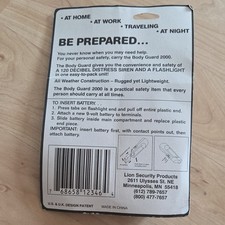 • AT HOME
• AT WORK
• TRAVELING
• AT NIGHT
BE PREPARED...
You never know when you may need help.
For your personal safety, carry the Body Guard 2000.
The Body Guard gives you the convenience and safety of
A 120 DECIBEL DISTRESS SIREN AND A FLASHLIGHT
in one easy-to-pack unit!
All-Weather Construction – Rugged yet Lightweight.
The Body Guard 2000 is a practical safety item that every
person should carry at all times.
TO INSERT BATTERY:
1. Press tabs on flashlight end and pull off entire plastic end.
2. Attach a new 9-volt battery to terminals.
3. Slide battery inside main compartment and replace plastic
end piece.
IMPORTANT: Insert battery first, with contact points out, then
attach battery.
68658 12346 4
Lion Security Products
2611 Ulysses St. NE
Minneapolis, MN 55418
(612) 789-7657
(800) 477-7657
U.S. & U.K. DESIGN PATENT
MADE IN CHINA